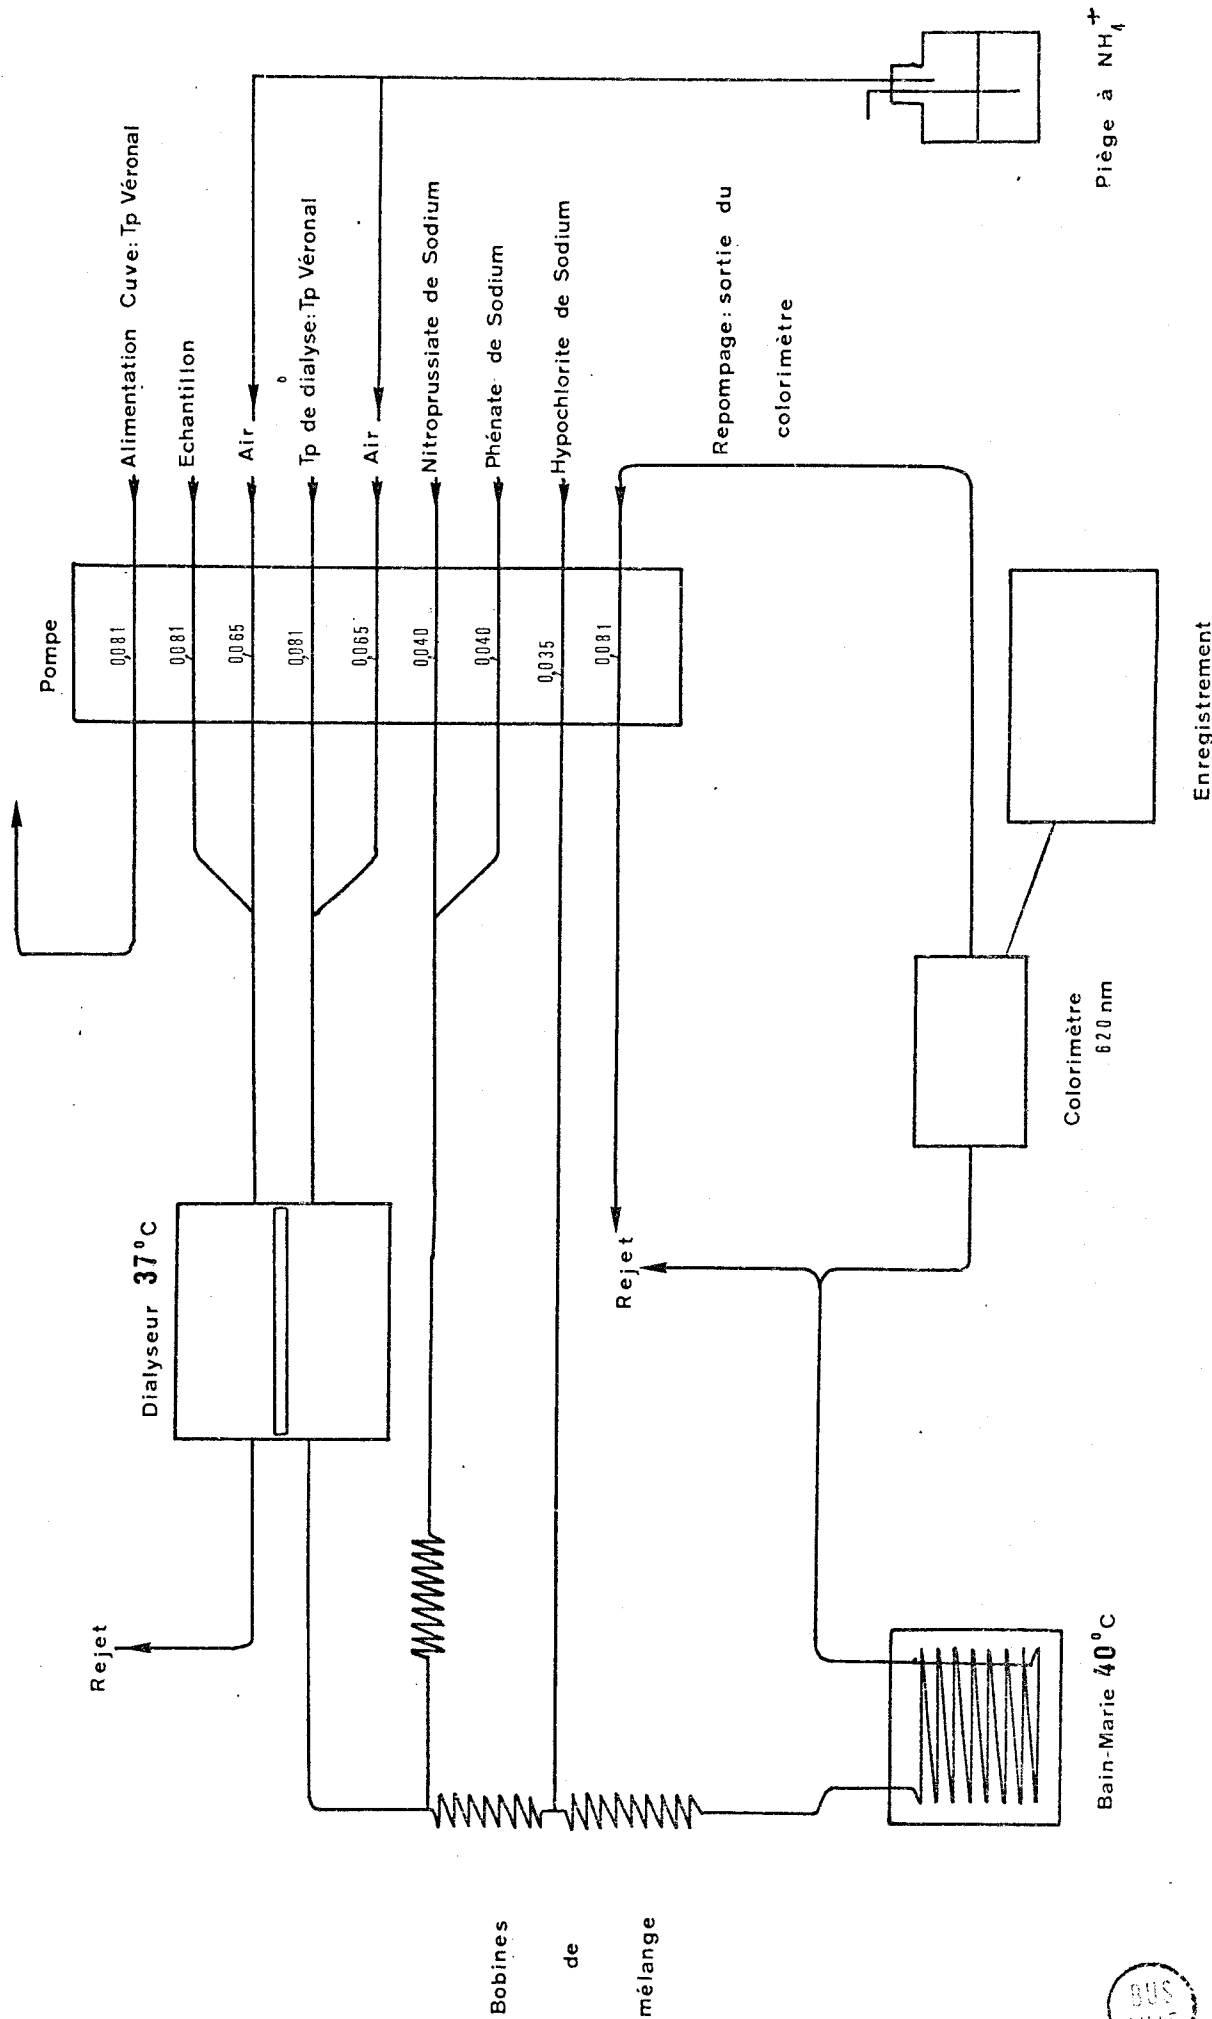 Pompe
Alimentation Cuve: Tp Véronal
Echantillon
Air
Tp de dialyse: Tp Véronal
Air
Nitroprussiate de Sodium
Phénate de Sodium
Hypochlorite de Sodium
Repompage: sortie du
colorimètre
0,081
0,081
0,065
0,081
0,065
0,040
0,040
0,035
0,081
Piège à NH4+
Dialyseur 37°C
Rejet
Rejet
Colorimètre
620 nm
Enregistrement
Bain-Marie 40°C
Bobines
de
mélange
BUS